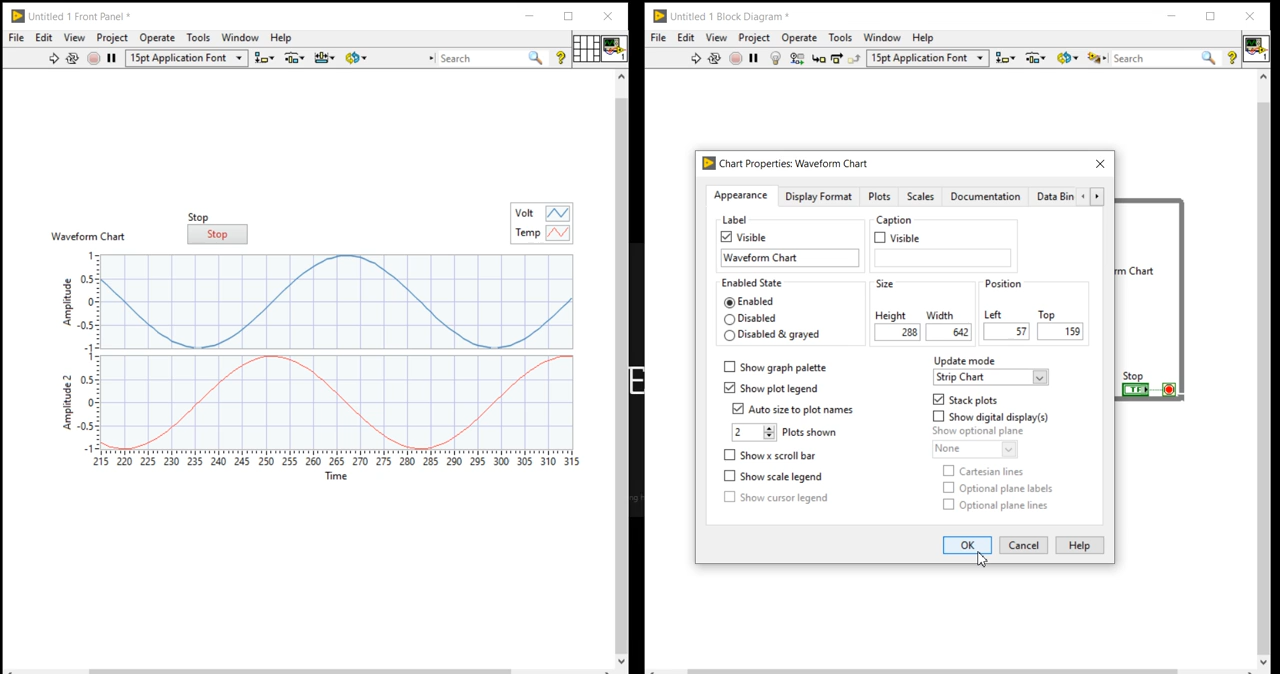 Untitled 1 Front Panel *
File Edit View Project Operate Tools Window Help
15pt Application Font
Search
?
1
Stop
Stop
Waveform Chart
Volt
Temp
1
0.5
0
-0.5
-1
Amplitude
1
0.5
0
-0.5
-1
Amplitude 2
215 220 225 230 235 240 245 250 255 260 265 270 275 280 285 290 295 300 305 310 315
Time
E
Untitled 1 Block Diagram *
File Edit View Project Operate Tools Window Help
15pt Application Font
Search
?
1
Chart Properties: Waveform Chart
Appearance Display Format Plots Scales Documentation Data Bin
Label
Visible
Waveform Chart
Caption
Visible
Enabled State
Enabled
Disabled
Disabled & grayed
Size
Height Width
288 642
Position
Left Top
57 159
Show graph palette
Show plot legend
Auto size to plot names
2 Plots shown
Show x scroll bar
Show scale legend
Show cursor legend
Update mode
Strip Chart
Stack plots
Show digital display(s)
Show optional plane
None
Cartesian lines
Optional plane labels
Optional plane lines
OK Cancel Help
rm Chart
Stop
TF